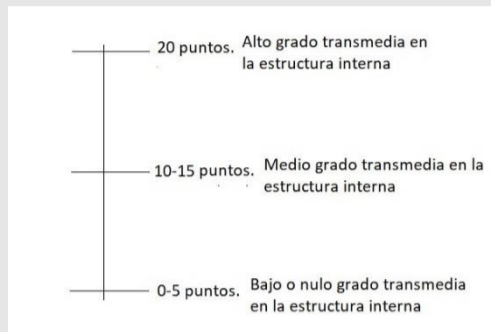 20 puntos. Alto grado transmedia en
la estructura interna
10-15 puntos. Medio grado transmedia en la
estructura interna
0-5 puntos. Bajo o nulo grado transmedia
en la estructura interna